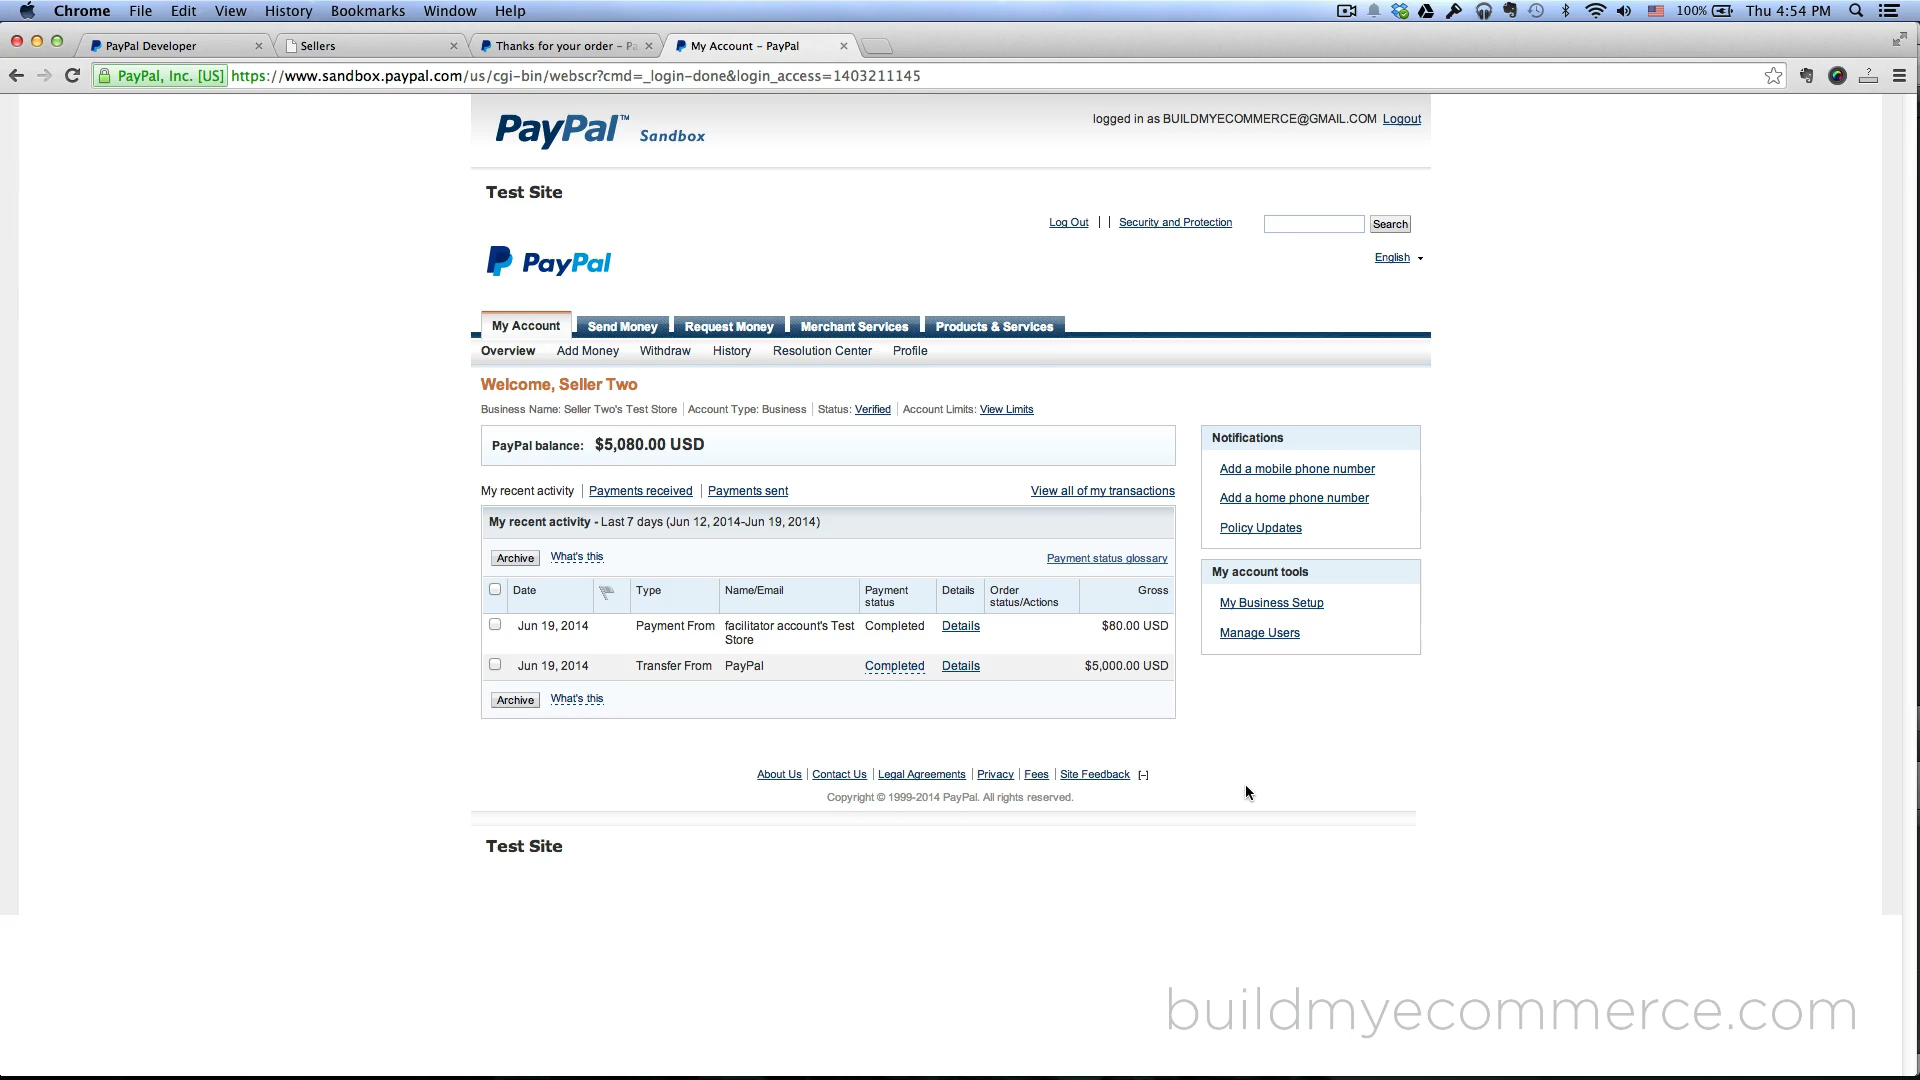 Chrome File Edit View History Bookmarks Window Help 100% Thu 4:54 PM
PayPal Developer Sellers Thanks for your order – Pa My Account – PayPal
PayPal, Inc. [US] https://www.sandbox.paypal.com/us/cgi-bin/webscr?cmd=_login-done&login_access=1403211145
PayPal™ Sandbox logged in as BUILDMYECOMMERCE@GMAIL.COM Logout
Test Site
Log Out Security and Protection Search
PayPal English
My Account Send Money Request Money Merchant Services Products & Services
Overview Add Money Withdraw History Resolution Center Profile
Welcome, Seller Two
Business Name: Seller Two's Test Store Account Type: Business Status: Verified Account Limits: View Limits
PayPal balance: $5,080.00 USD
My recent activity Payments received Payments sent View all of my transactions
My recent activity - Last 7 days (Jun 12, 2014-Jun 19, 2014)
Archive What's this Payment status glossary
Date Type Name/Email Payment status Details Order status/Actions Gross
Jun 19, 2014 Payment From facilitator account's Test Store Completed Details $80.00 USD
Jun 19, 2014 Transfer From PayPal Completed Details $5,000.00 USD
Archive What's this
Notifications
Add a mobile phone number
Add a home phone number
Policy Updates
My account tools
My Business Setup
Manage Users
About Us Contact Us Legal Agreements Privacy Fees Site Feedback [–]
Copyright © 1999-2014 PayPal. All rights reserved.
Test Site
buildmyecommerce.com